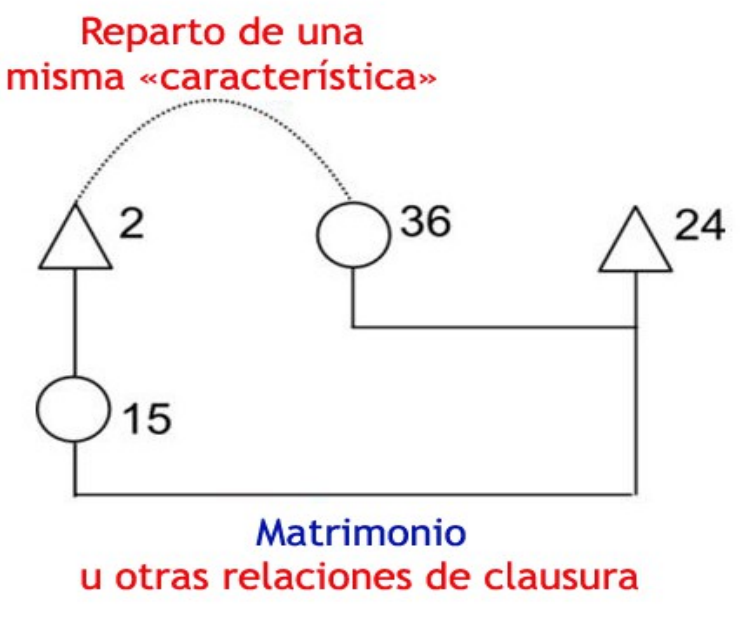 Reparto de una
misma «característica»
2
36
24
15
Matrimonio
u otras relaciones de clausura